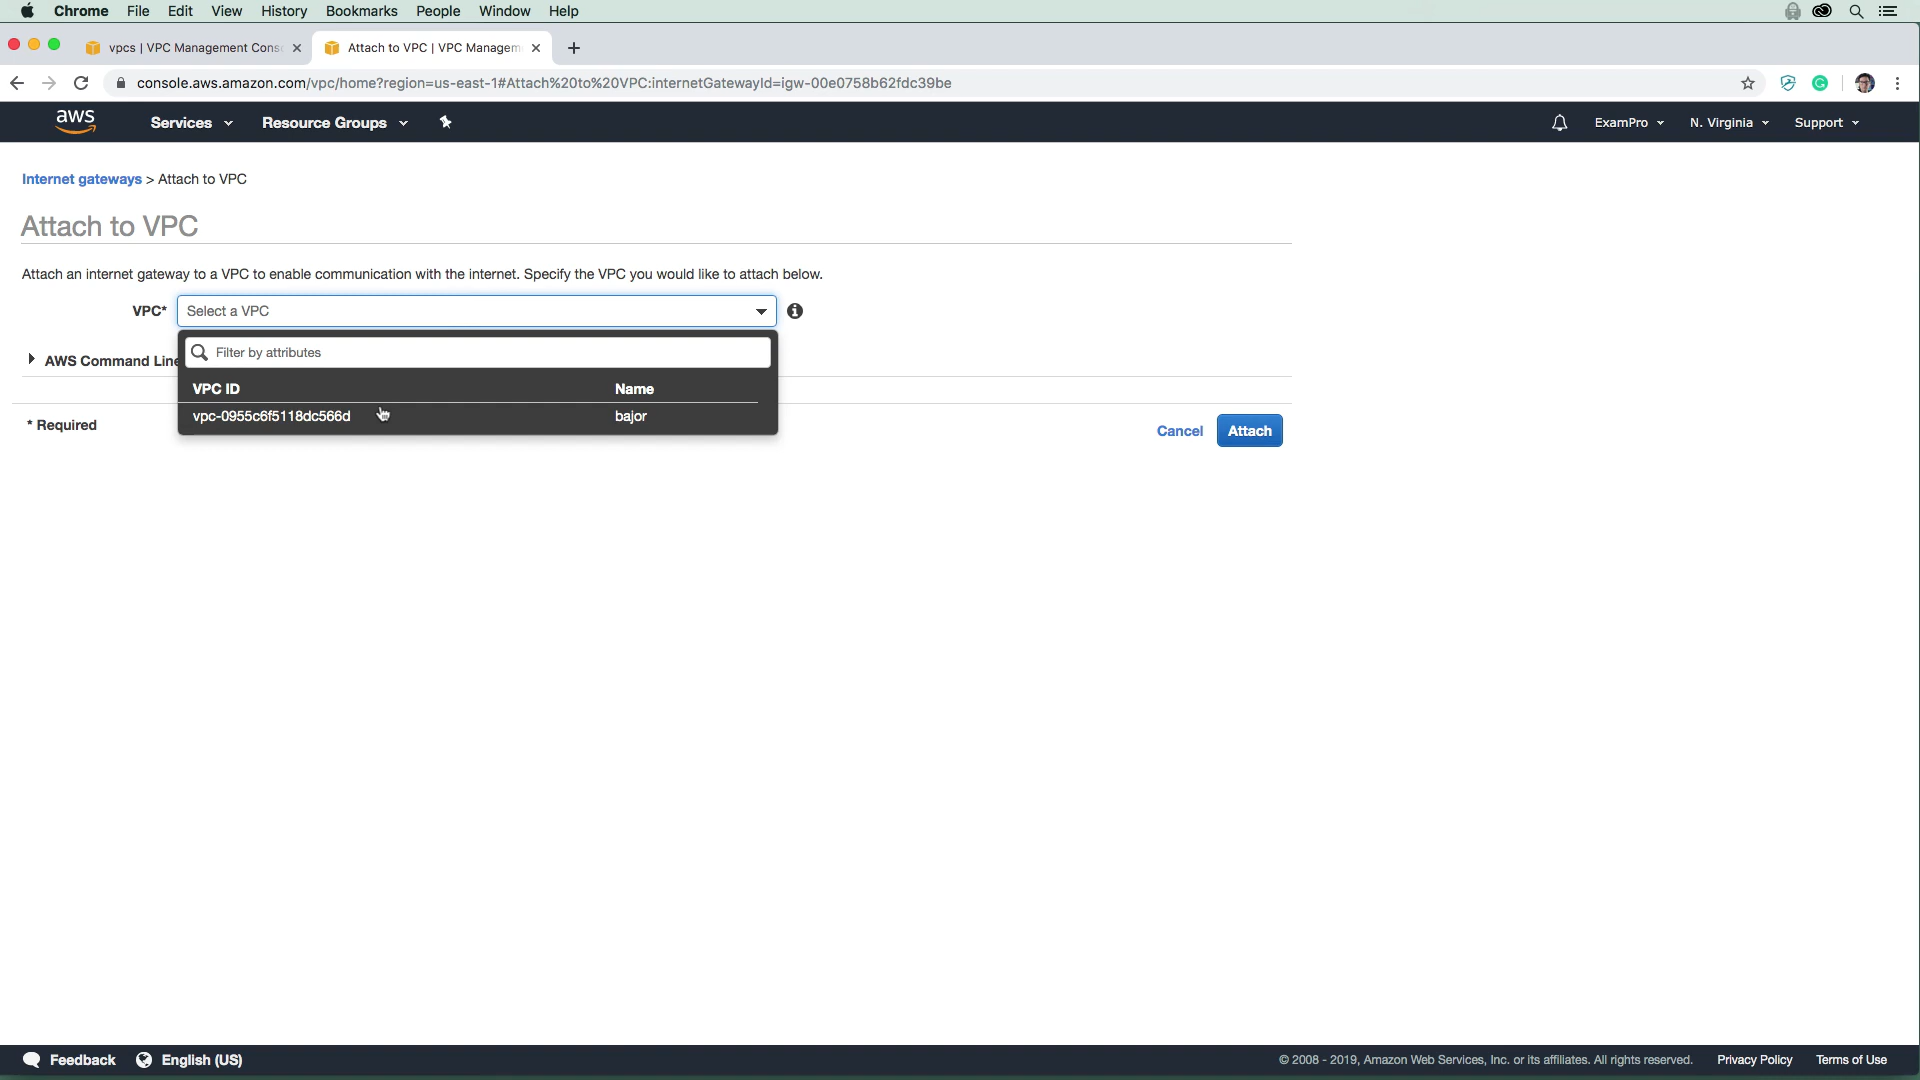 Chrome File Edit View History Bookmarks People Window Help
vpcs | VPC Management Cons
Attach to VPC | VPC Managem
console.aws.amazon.com/vpc/home?region=us-east-1#Attach%20to%20VPC:internetGatewayId=igw-00e0758b62fdc39be
aws Services Resource Groups ExamPro N. Virginia Support
Internet gateways > Attach to VPC
Attach to VPC
Attach an internet gateway to a VPC to enable communication with the internet. Specify the VPC you would like to attach below.
VPC* Select a VPC
Filter by attributes
AWS Command Line
VPC ID Name
vpc-0955c6f5118dc566d bajor
* Required
Cancel Attach
Feedback English (US) © 2008 - 2019, Amazon Web Services, Inc. or its affiliates. All rights reserved. Privacy Policy Terms of Use